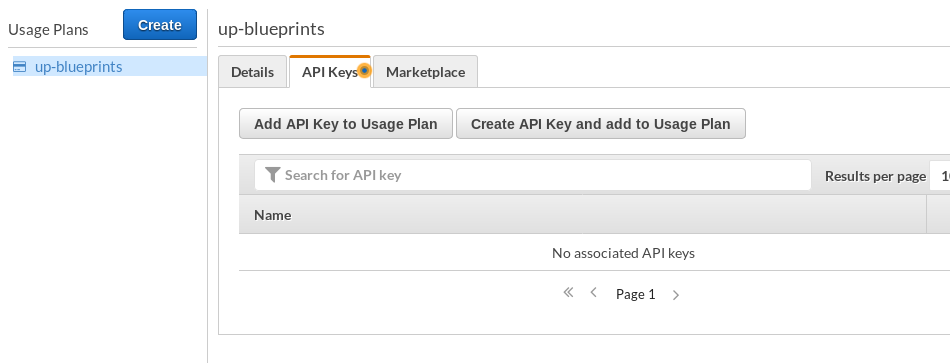 Usage Plans
Create
up-blueprints
up-blueprints
Details
API Keys
Marketplace
Add API Key to Usage Plan
Create API Key and add to Usage Plan
Search for API key
Results per page
Name
No associated API keys
Page 1